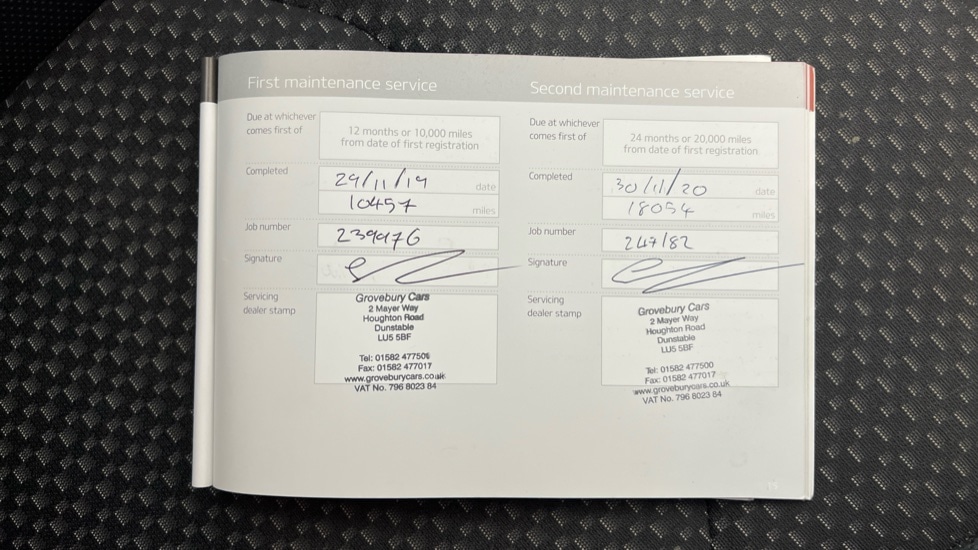 First maintenance service
Due at whichever
comes first of
12 months or 10,000 miles
from date of first registration
Completed
29/11/19 date
10457 miles
Job number
239976
Signature
Servicing
dealer stamp
Grovebury Cars
2 Mayer Way
Houghton Road
Dunstable
LU5 5BF
Tel: 01582 477500
Fax: 01582 477017
www.groveburycars.co.uk
VAT No. 796 8023 84
Second maintenance service
Due at whichever
comes first of
24 months or 20,000 miles
from date of first registration
Completed
30/11/20 date
18054 miles
Job number
247182
Signature
Servicing
dealer stamp
Grovebury Cars
2 Mayer Way
Houghton Road
Dunstable
LU5 5BF
Tel: 01582 477500
Fax: 01582 477017
www.groveburycars.co.uk
VAT No. 796 8023 84